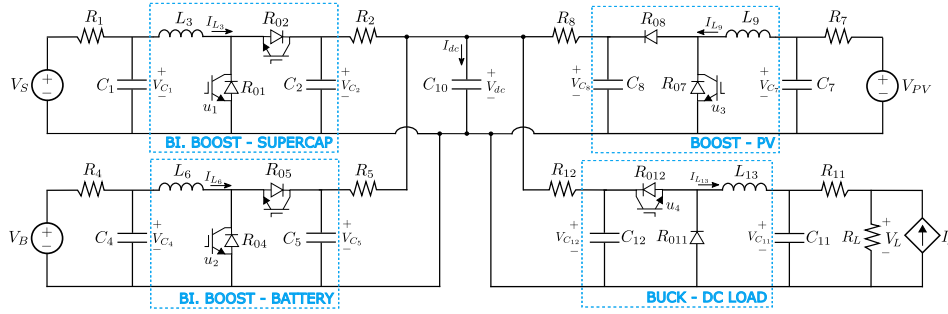 R1 L3 IL3 R02 R2 R8 R08 IL9 L9 R7
Idc
VS C1 VC1 R01 u1 C2 VC2 C10 Vdc VC8 C8 R07 u3 VC7 C7 VPV
BI. BOOST - SUPERCAP BOOST - PV
R4 L6 IL6 R05 R5 R12 R012 IL13 L13 R11
u4
VB C4 VC4 R04 u2 C5 VC5 VC12 C12 R011 VC11 C11 RL VL
BI. BOOST - BATTERY BUCK - DC LOAD